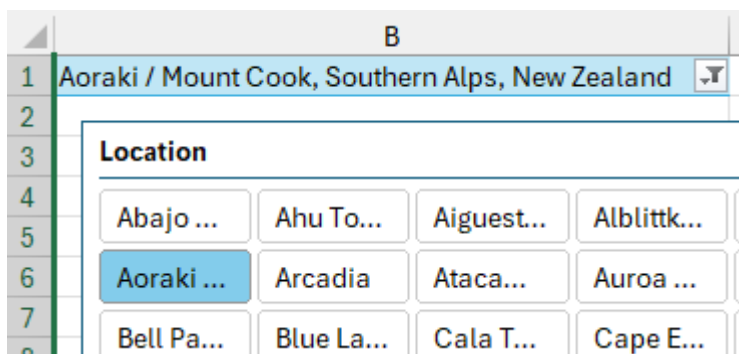 B
1 Aoraki / Mount Cook, Southern Alps, New Zealand
2
3 Location
4
Abajo ... Ahu To... Aiguest... Alblittk...
5
6 Aoraki ... Arcadia Ataca... Auroa ...
7
Bell Pa... Blue La... Cala T... Cape E...